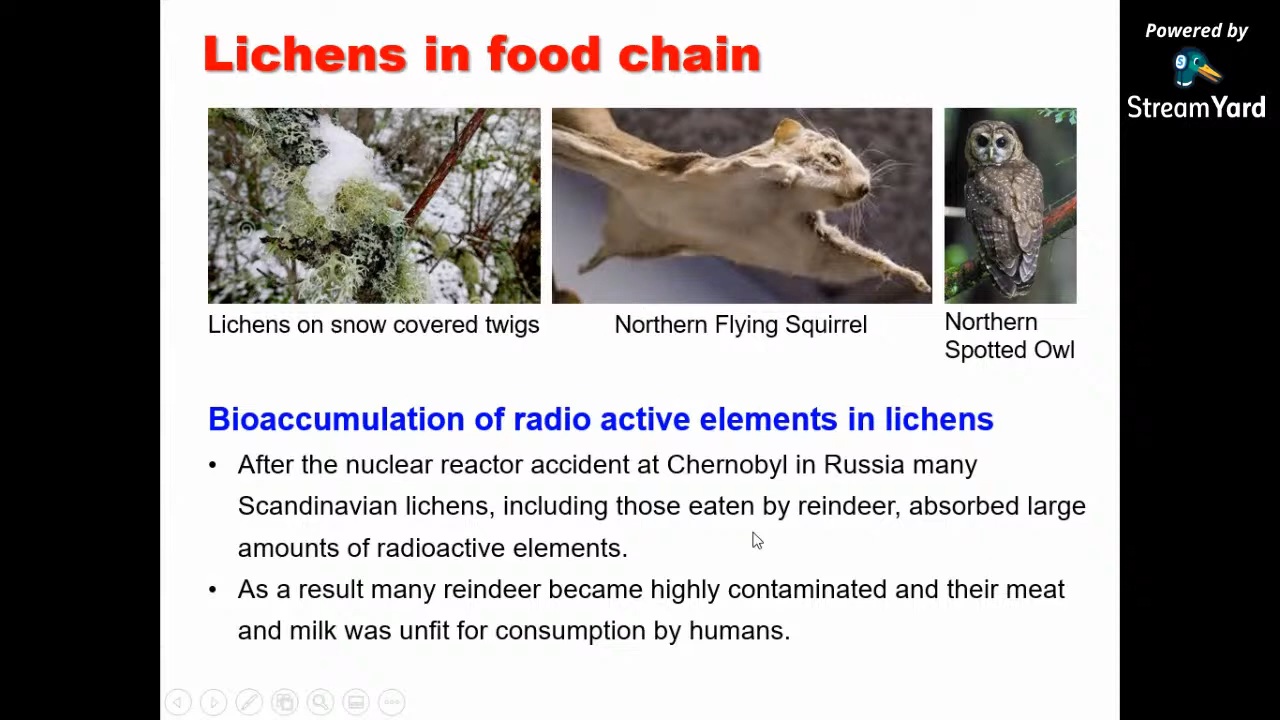 Lichens in food chain
Powered by
StreamYard
Lichens on snow covered twigs
Northern Flying Squirrel
Northern
Spotted Owl
Bioaccumulation of radio active elements in lichens
• After the nuclear reactor accident at Chernobyl in Russia many
Scandinavian lichens, including those eaten by reindeer, absorbed large
amounts of radioactive elements.
• As a result many reindeer became highly contaminated and their meat
and milk was unfit for consumption by humans.